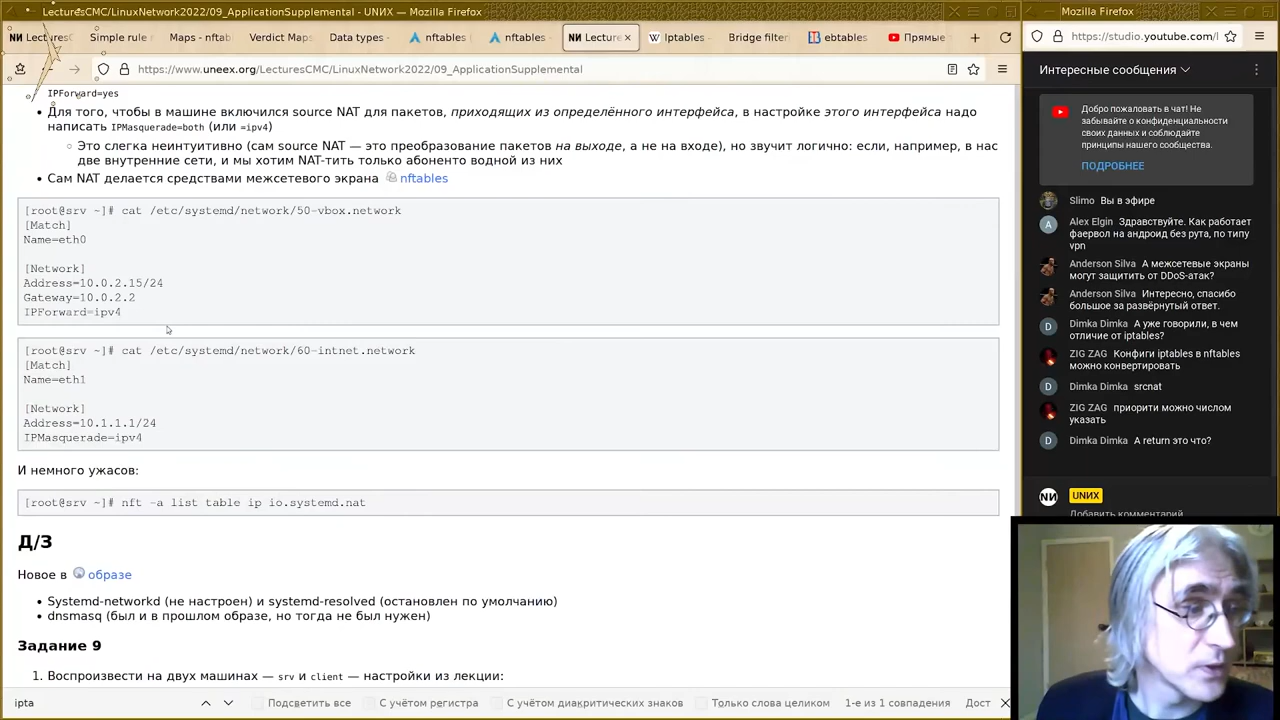 LecturesCMC/LinuxNetwork2022/09_ApplicationSupplemental - UNИX — Mozilla Firefox
Mozilla Firefox
LecturesC
Simple rule
Maps - nftab
Verdict Maps
Data types -
nftables
nftables -
Lecture
Iptables -
Bridge filteri
ebtables
Прямые
https://www.uneex.org/LecturesCMC/LinuxNetwork2022/09_ApplicationSupplemental
https://studio.youtube.com/l
IPForward=yes
• Для того, чтобы в машине включился source NAT для пакетов, приходящих из определённого интерфейса, в настройке этого интерфейса надо
написать IPMasquerade=both (или =ipv4)
◦ Это слегка неинтуитивно (сам source NAT — это преобразование пакетов на выходе, а не на входе), но звучит логично: если, например, в нас
две внутренние сети, и мы хотим NAT-тить только абоненто водной из них
• Сам NAT делается средствами межсетевого экрана nftables
[root@srv ~]# cat /etc/systemd/network/50-vbox.network
[Match]
Name=eth0
[Network]
Address=10.0.2.15/24
Gateway=10.0.2.2
IPForward=ipv4
[root@srv ~]# cat /etc/systemd/network/60-intnet.network
[Match]
Name=eth1
[Network]
Address=10.1.1.1/24
IPMasquerade=ipv4
И немного ужасов:
[root@srv ~]# nft -a list table ip io.systemd.nat
Д/З
Новое в образе
• Systemd-networkd (не настроен) и systemd-resolved (остановлен по умолчанию)
• dnsmasq (был и в прошлом образе, но тогда не был нужен)
Задание 9
1. Воспроизвести на двух машинах — srv и client — настройки из лекции:
ipta
Подсветить все
С учётом регистра
С учётом диакритических знаков
Только слова целиком
1-е из 1 совпадения
Дост
Интересные сообщения
Добро пожаловать в чат! Не
забывайте о конфиденциальности
своих данных и соблюдайте
принципы нашего сообщества.
ПОДРОБНЕЕ
Slimo Вы в эфире
Alex Elgin Здравствуйте. Как работает
фаервол на андроид без рута, по типу
vpn
Anderson Silva А межсетевые экраны
могут защитить от DDoS-атак?
Anderson Silva Интересно, спасибо
большое за развёрнутый ответ.
Dimka Dimka А уже говорили, в чем
отличие от iptables?
ZIG ZAG Конфиги iptables в nftables
можно конвертировать
Dimka Dimka srcnat
ZIG ZAG приорити можно числом
указать
Dimka Dimka А return это что?
UNИX
Добавить комментарий